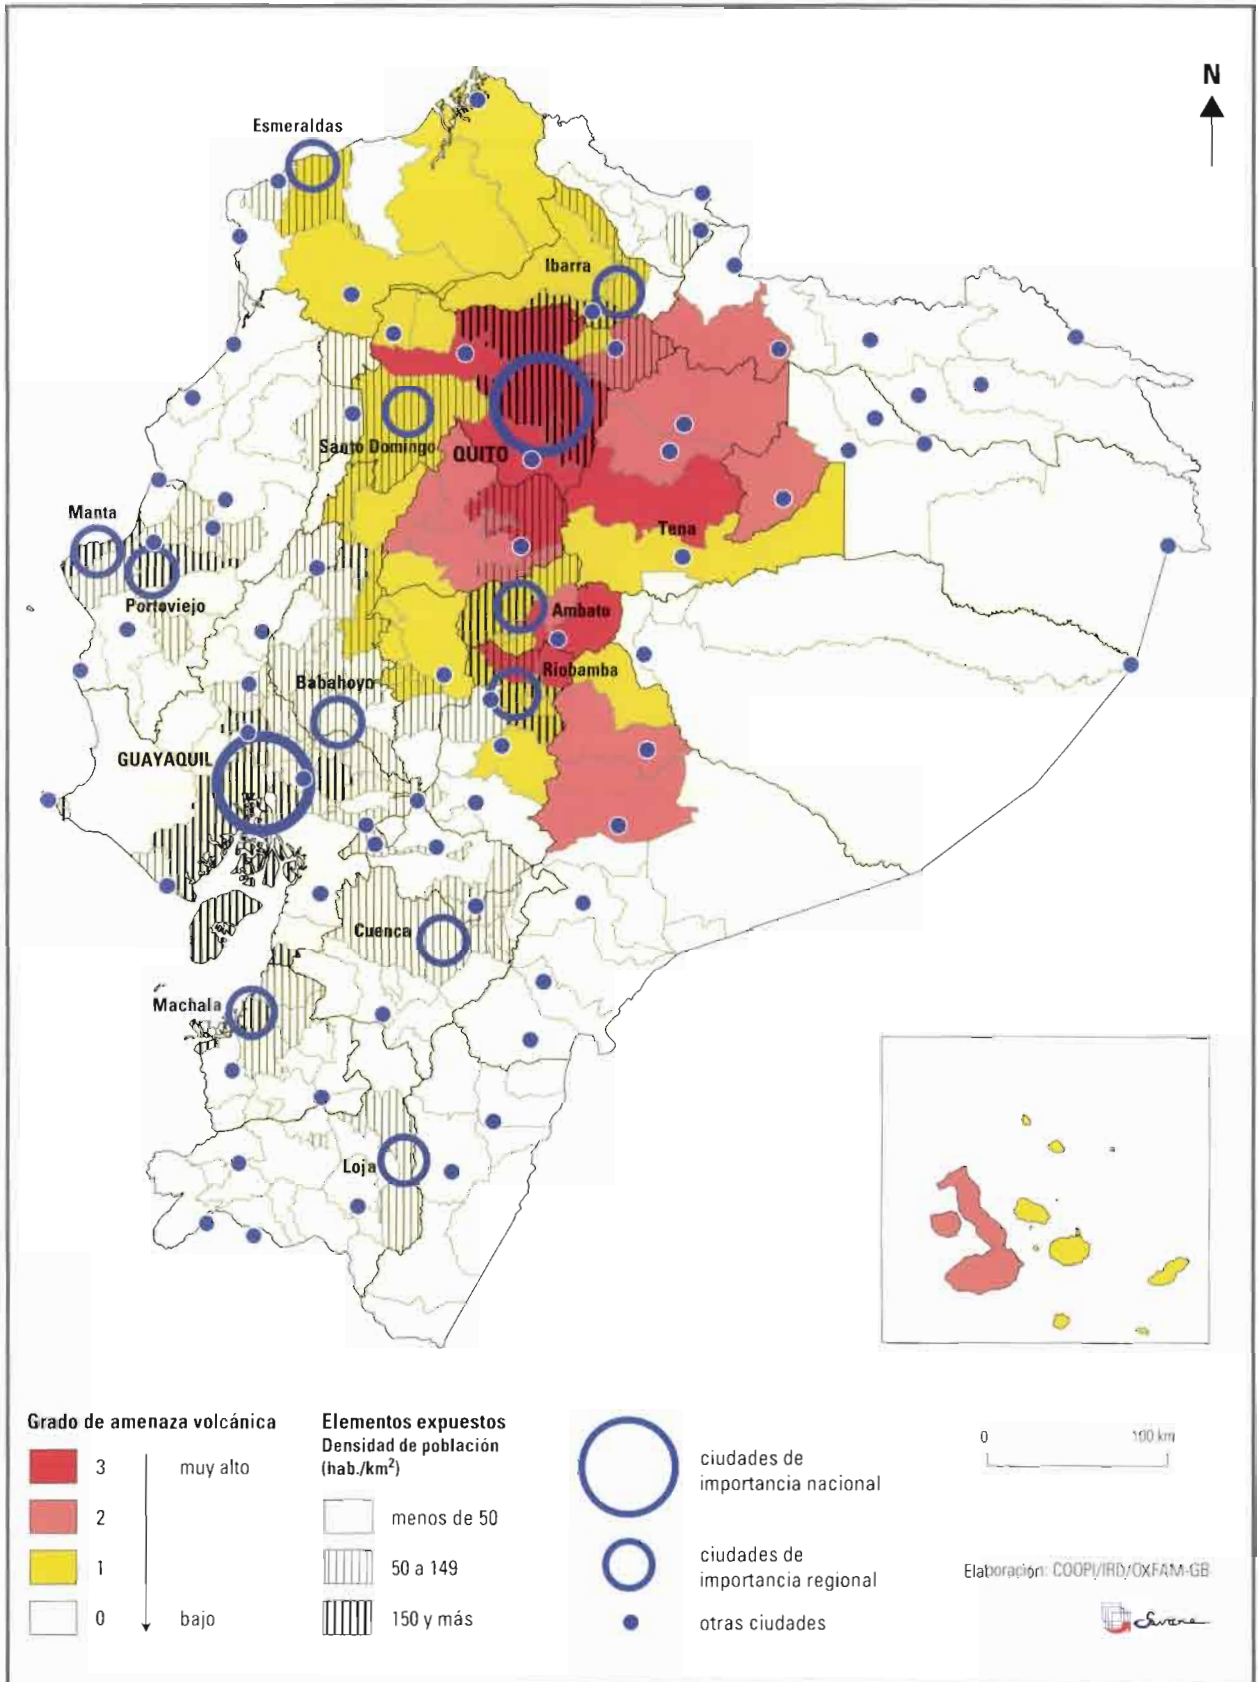 N
Esmeraldas
Ibarra
Santo Domingo
QUITO
Manta
Tena
Portoviejo
Ambato
Riobamba
Babahoyo
GUAYAQUIL
Cuenca
Machala
Loja
Grado de amenaza volcánica
3 muy alto
2
1
0 bajo
Elementos expuestos
Densidad de población
(hab./km²)
menos de 50
50 a 149
150 y más
ciudades de
importancia nacional
ciudades de
importancia regional
otras ciudades
0 100 km
Elaboración: COOPI/IRD/OXFAM-GB
Savane